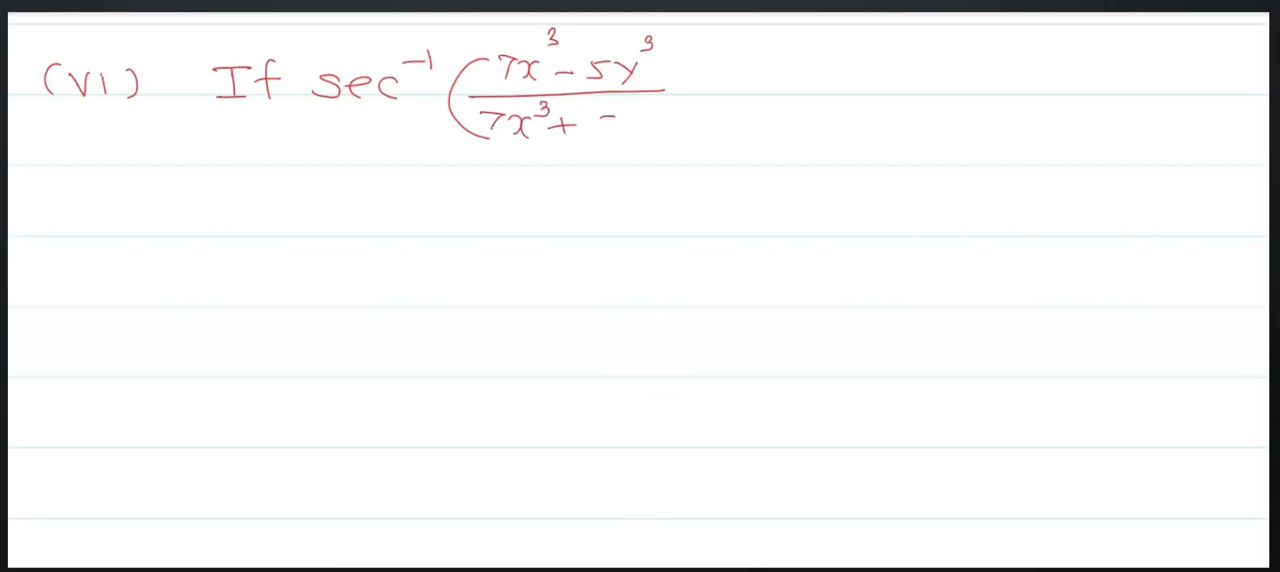 (VI) If sec⁻¹ (7x³ - 5y³ / 7x³ + -